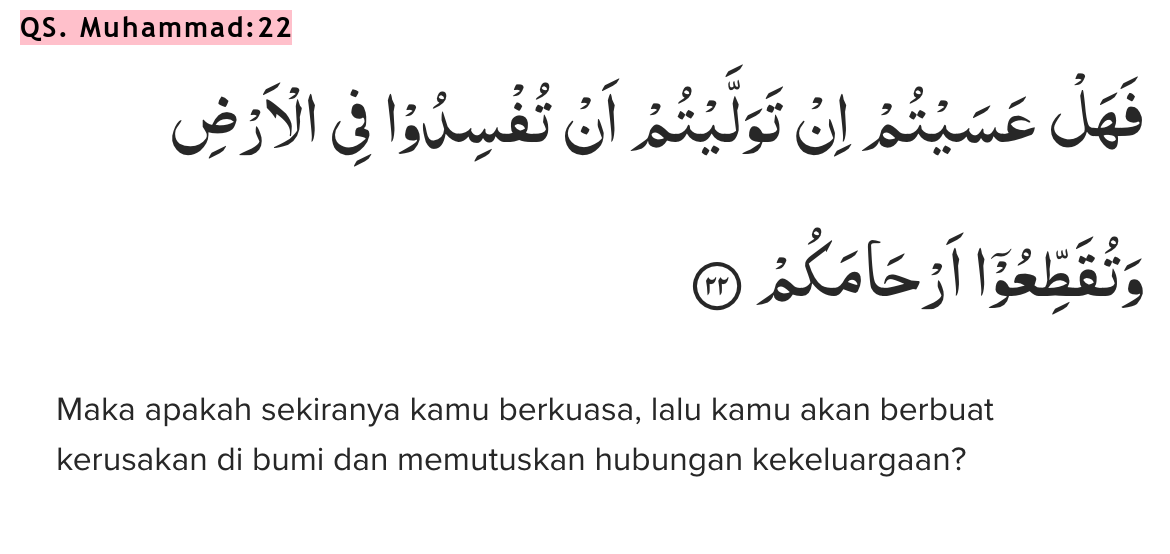 QS. Muhammad:22
فَهَلْ عَسَيْتُمْ اِنْ تَوَلَّيْتُمْ اَنْ تُفْسِدُوْا فِى الْاَرْضِ
وَتُقَطِّعُوْٓا اَرْحَامَكُمْ ٢٢
Maka apakah sekiranya kamu berkuasa, lalu kamu akan berbuat
kerusakan di bumi dan memutuskan hubungan kekeluargaan?